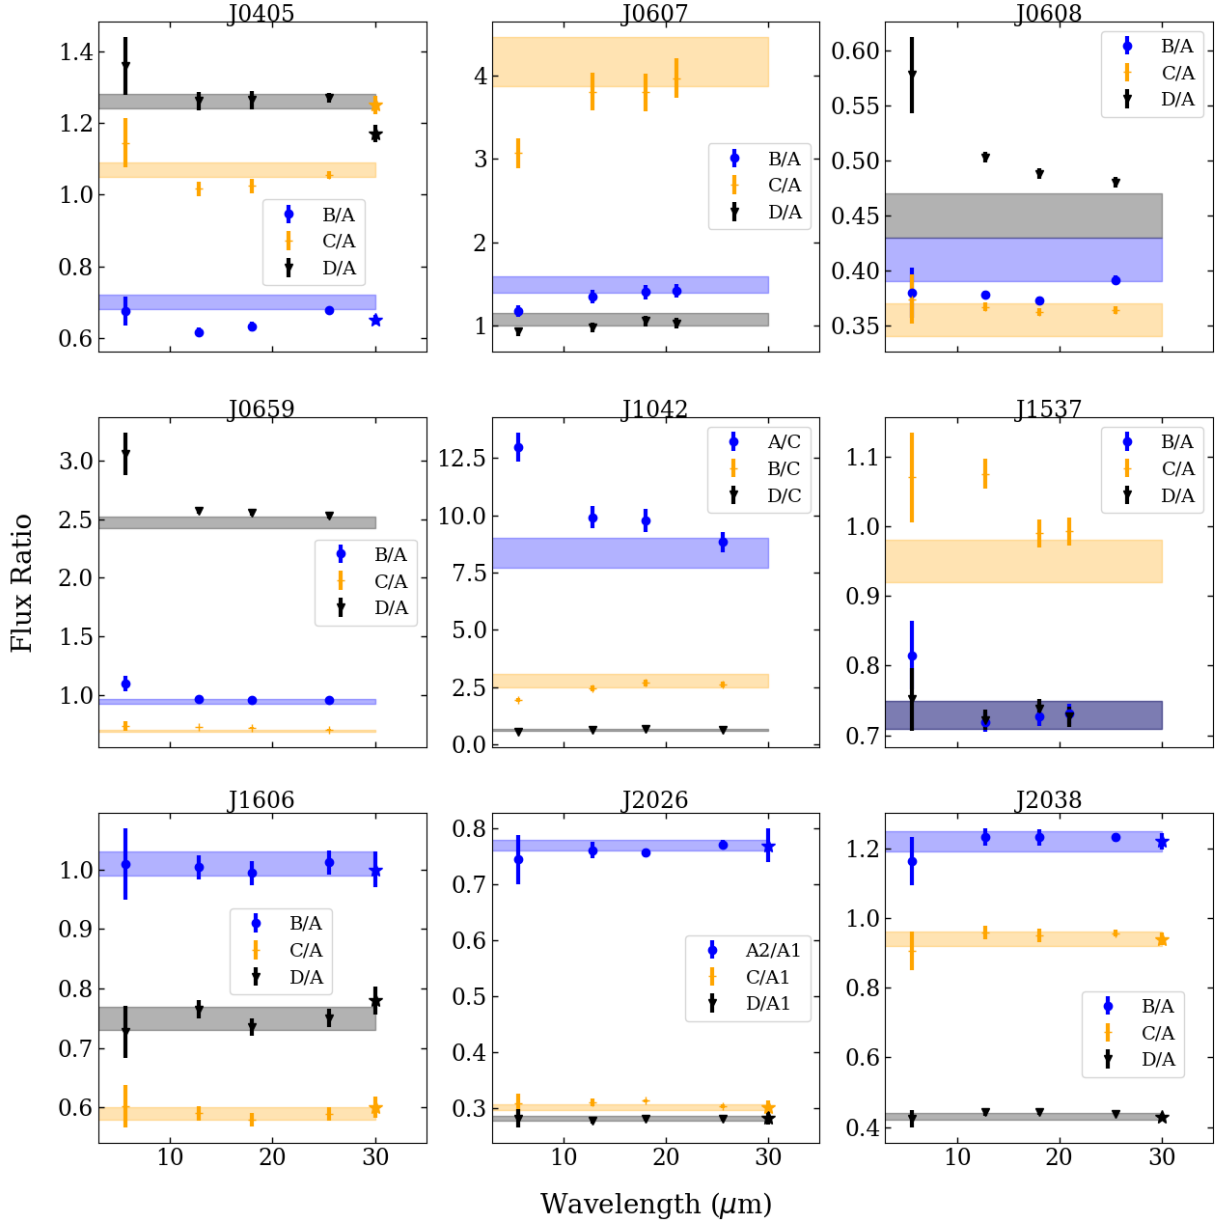 J0405
J0607
J0608
1.4
1.2
1.0
0.8
0.6
B/A
C/A
D/A
4
3
2
1
B/A
C/A
D/A
0.60
0.55
0.50
0.45
0.40
0.35
B/A
C/A
D/A
J0659
J1042
J1537
3.0
2.5
2.0
1.5
1.0
B/A
C/A
D/A
12.5
10.0
7.5
5.0
2.5
0.0
A/C
B/C
D/C
1.1
1.0
0.9
0.8
0.7
B/A
C/A
D/A
Flux Ratio
J1606
J2026
J2038
1.0
0.9
0.8
0.7
0.6
B/A
C/A
D/A
10 20 30
0.8
0.7
0.6
0.5
0.4
0.3
A2/A1
C/A1
D/A1
10 20 30
1.2
1.0
0.8
0.6
0.4
B/A
C/A
D/A
10 20 30
Wavelength (μm)